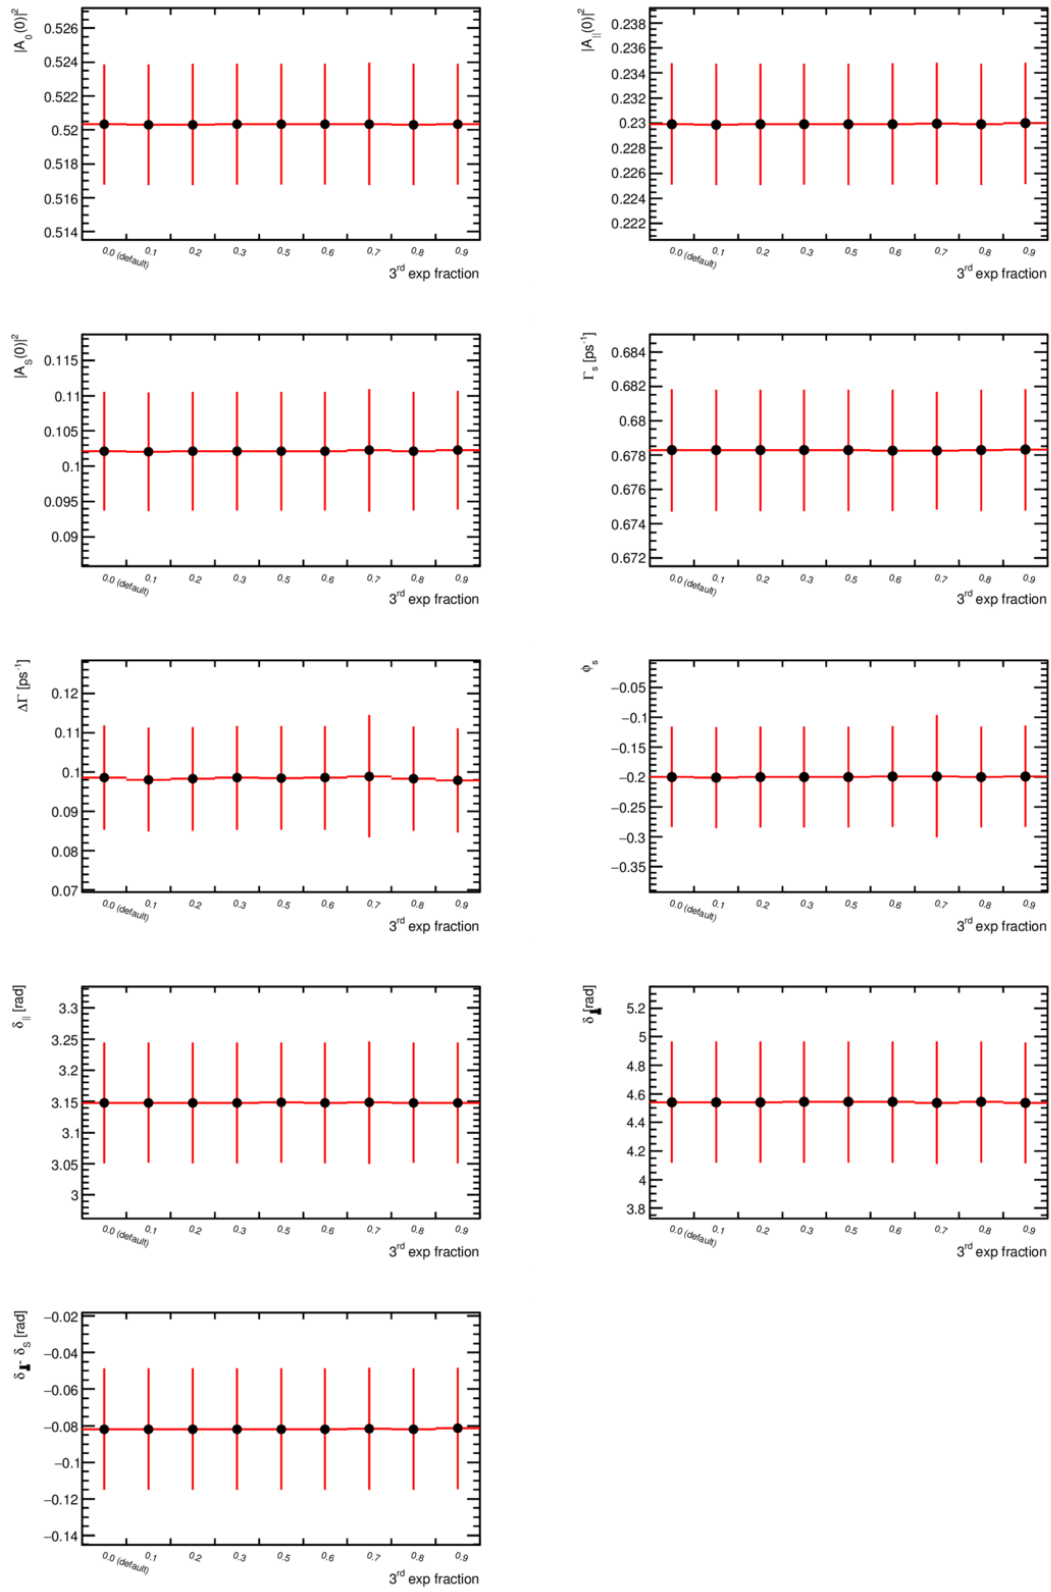 |A₀(0)|²
0.526
0.524
0.522
0.52
0.518
0.516
0.514
0.0 (default) 0.1 0.2 0.3 0.5 0.6 0.7 0.8 0.9
3ʳᵈ exp fraction
|A||(0)|²
0.238
0.236
0.234
0.232
0.23
0.228
0.226
0.224
0.222
0.0 (default) 0.1 0.2 0.3 0.5 0.6 0.7 0.8 0.9
3ʳᵈ exp fraction
|A_S(0)|²
0.115
0.11
0.105
0.1
0.095
0.09
0.0 (default) 0.1 0.2 0.3 0.5 0.6 0.7 0.8 0.9
3ʳᵈ exp fraction
Γₛ [ps⁻¹]
0.684
0.682
0.68
0.678
0.676
0.674
0.672
0.0 (default) 0.1 0.2 0.3 0.5 0.6 0.7 0.8 0.9
3ʳᵈ exp fraction
ΔΓ [ps⁻¹]
0.12
0.11
0.1
0.09
0.08
0.07
0.0 (default) 0.1 0.2 0.3 0.5 0.6 0.7 0.8 0.9
3ʳᵈ exp fraction
ϕₛ
−0.05
−0.1
−0.15
−0.2
−0.25
−0.3
−0.35
0.0 (default) 0.1 0.2 0.3 0.5 0.6 0.7 0.8 0.9
3ʳᵈ exp fraction
δ|| [rad]
3.3
3.25
3.2
3.15
3.1
3.05
3
0.0 (default) 0.1 0.2 0.3 0.5 0.6 0.7 0.8 0.9
3ʳᵈ exp fraction
δ [rad]
5.2
5
4.8
4.6
4.4
4.2
4
3.8
0.0 (default) 0.1 0.2 0.3 0.5 0.6 0.7 0.8 0.9
3ʳᵈ exp fraction
δ - δ_S [rad]
−0.02
−0.04
−0.06
−0.08
−0.1
−0.12
−0.14
0.0 (default) 0.1 0.2 0.3 0.5 0.6 0.7 0.8 0.9
3ʳᵈ exp fraction